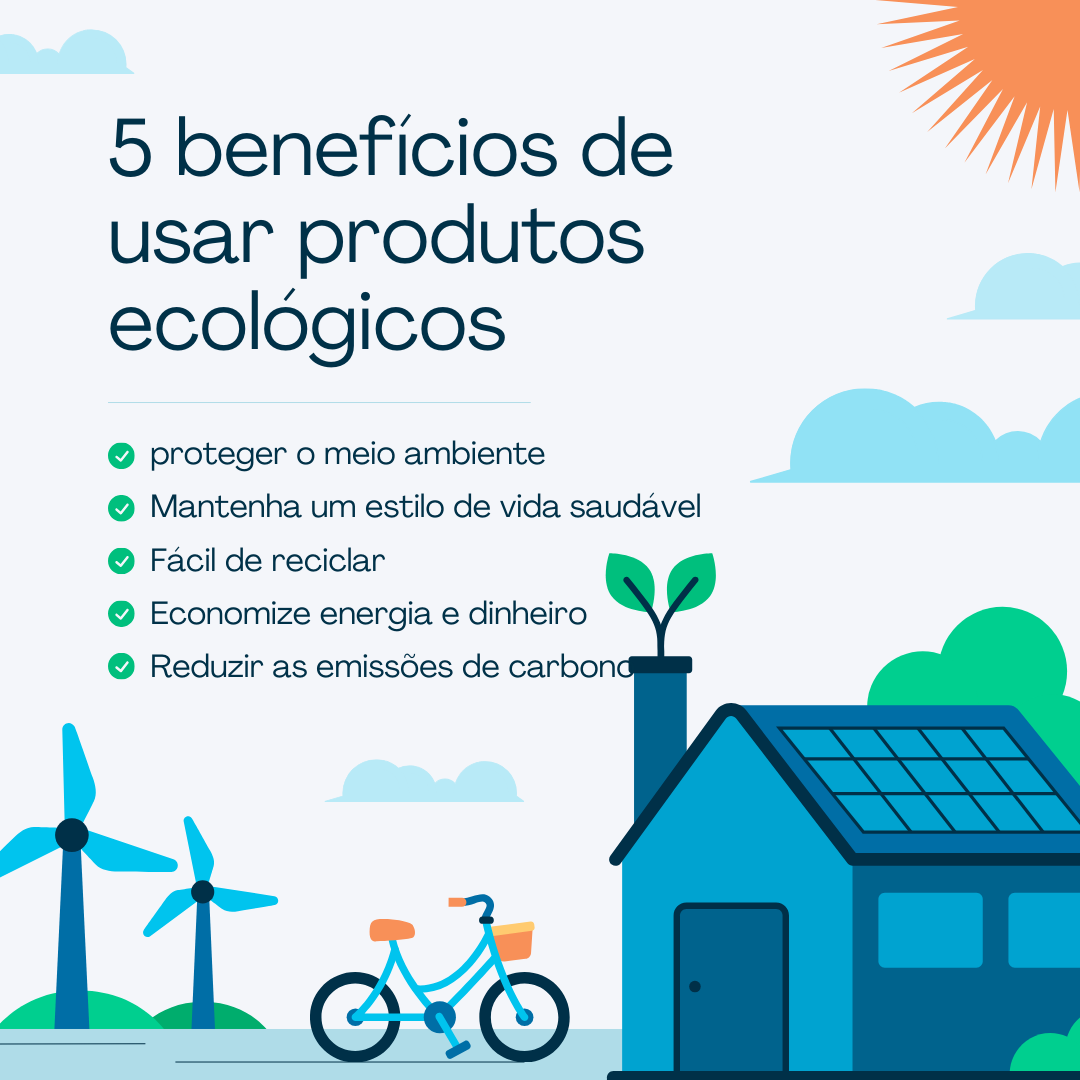 5 benefícios de
usar produtos
ecológicos
proteger o meio ambiente
Mantenha um estilo de vida saudável
Fácil de reciclar
Economize energia e dinheiro
Reduzir as emissões de carbono